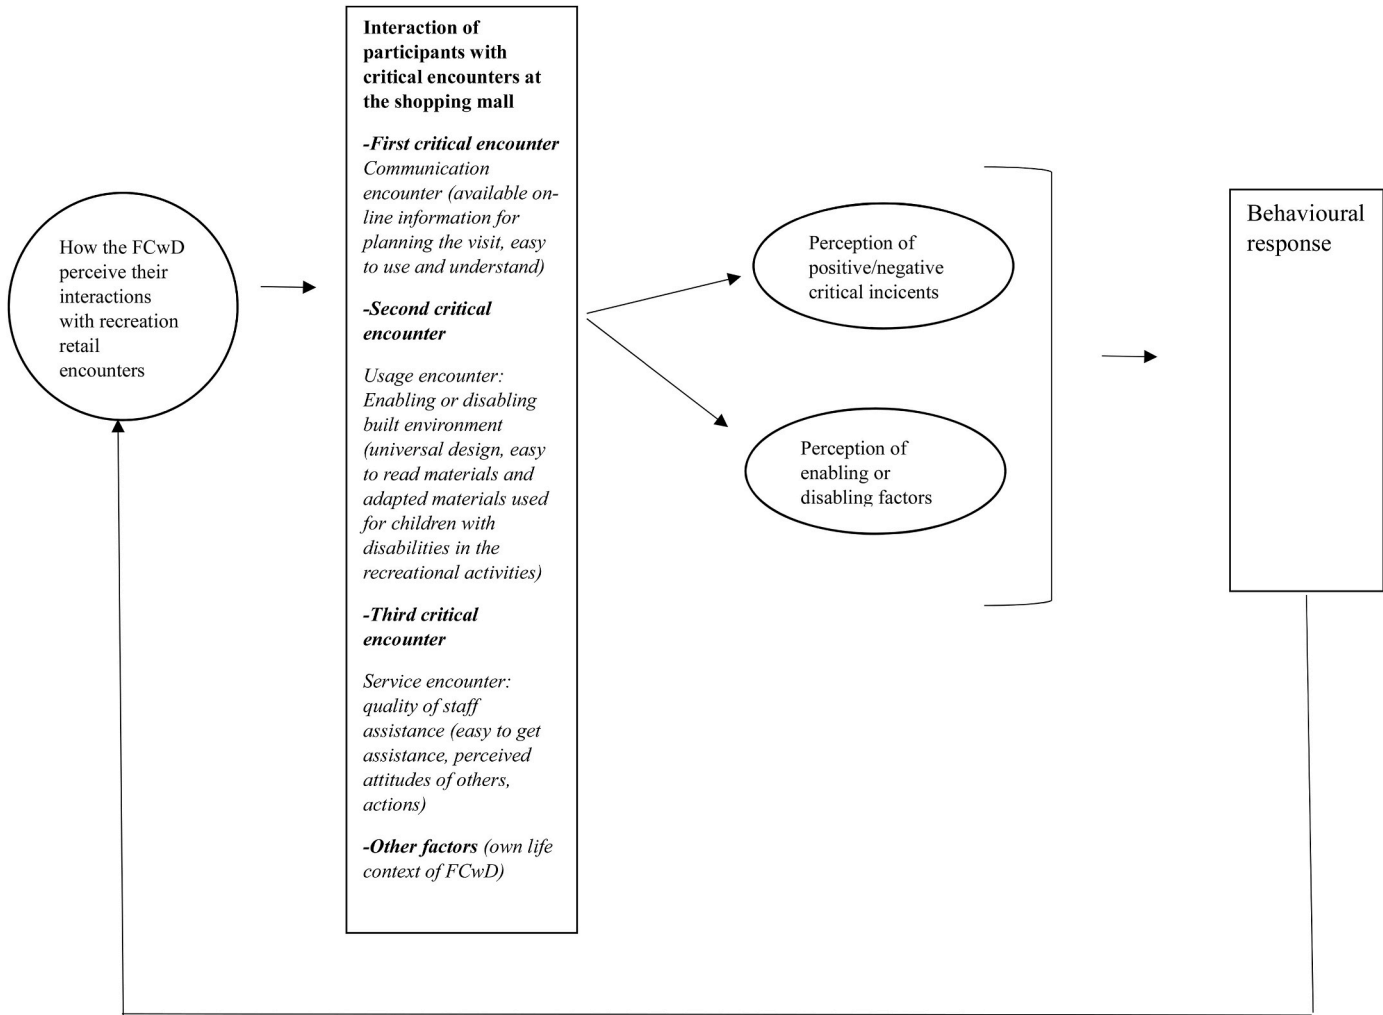 How the FCwD
perceive their
interactions
with recreation
retail
encounters
Interaction of
participants with
critical encounters at
the shopping mall
-First critical encounter
Communication
encounter (available on-
line information for
planning the visit, easy
to use and understand)
-Second critical
encounter
Usage encounter:
Enabling or disabling
built environment
(universal design, easy
to read materials and
adapted materials used
for children with
disabilities in the
recreational activities)
-Third critical
encounter
Service encounter:
quality of staff
assistance (easy to get
assistance, perceived
attitudes of others,
actions)
-Other factors (own life
context of FCwD)
Perception of
positive/negative
critical incicents
Perception of
enabling or
disabling factors
Behavioural
response